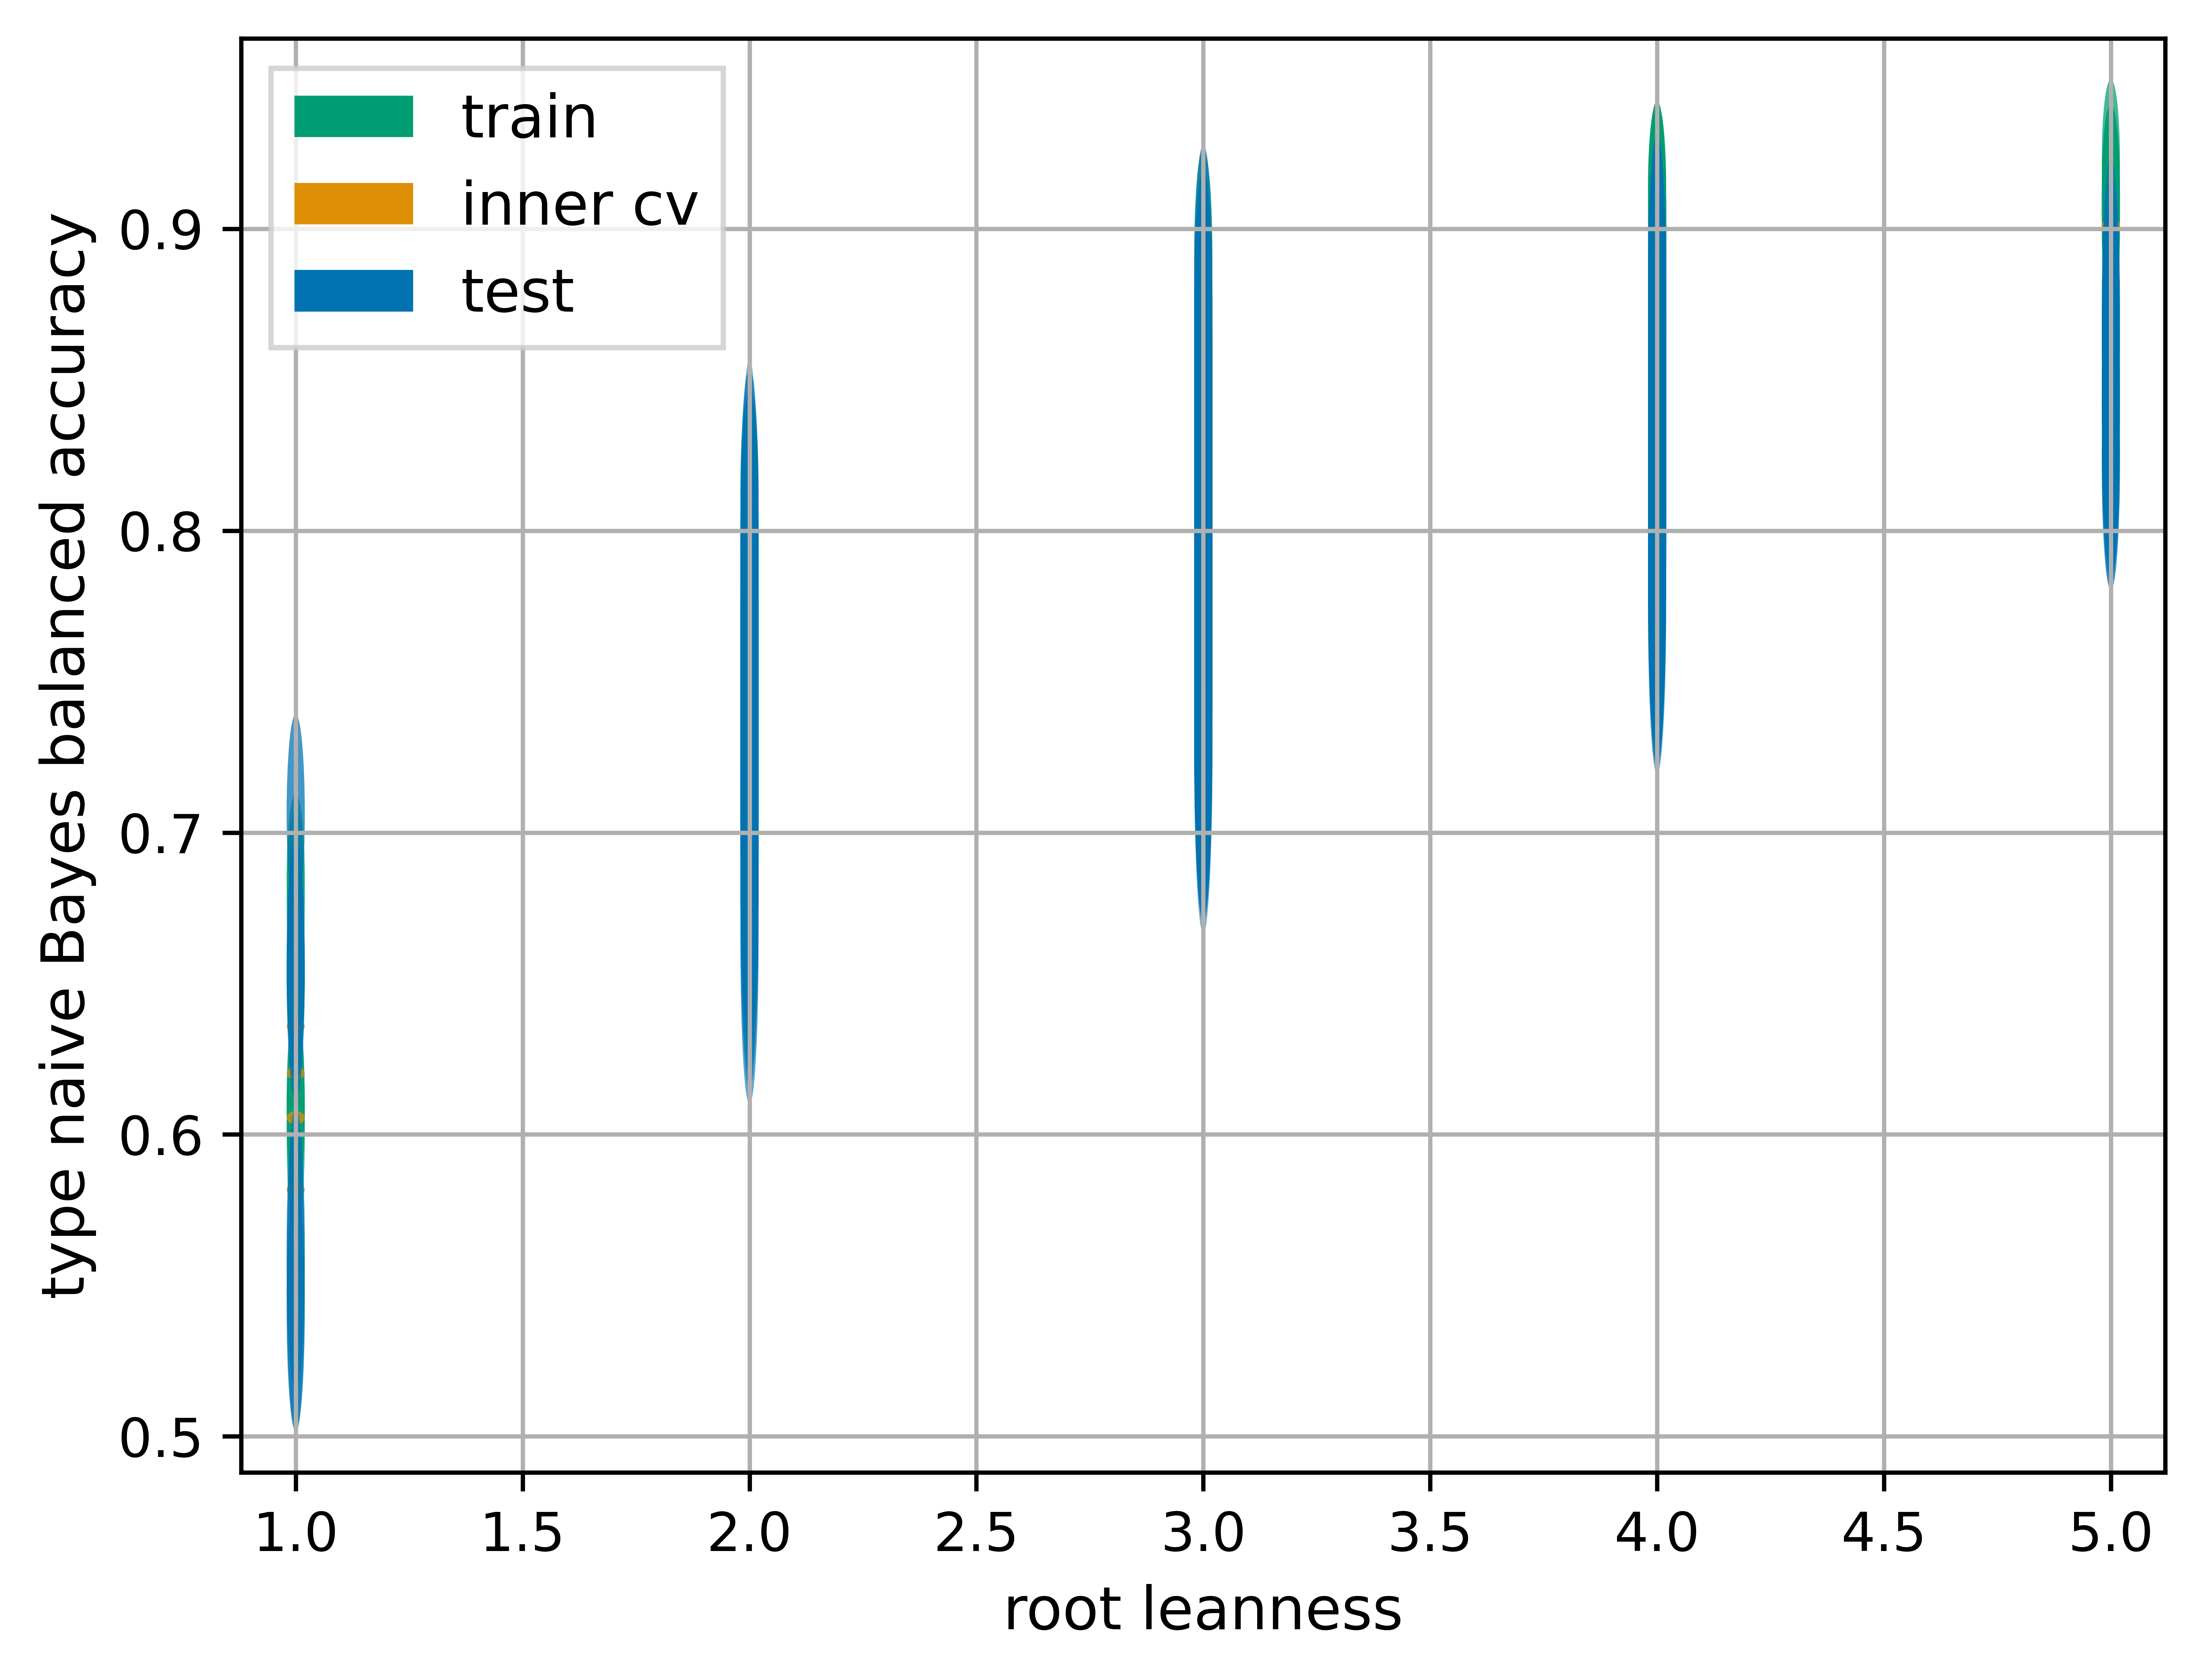 train
inner cv
test
type naive Bayes balanced accuracy
0.9
0.8
0.7
0.6
0.5
1.0 1.5 2.0 2.5 3.0 3.5 4.0 4.5 5.0
root leanness